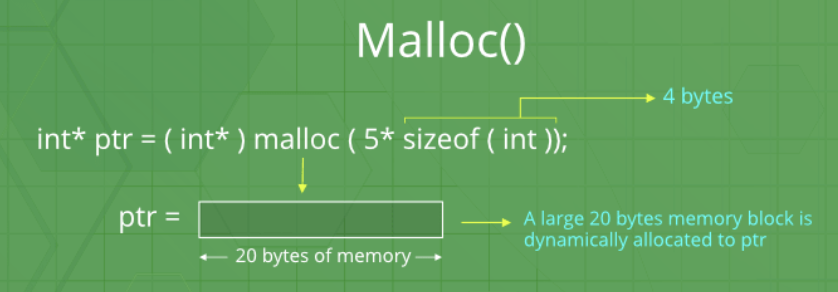 Malloc()
4 bytes
int* ptr = ( int* ) malloc ( 5* sizeof ( int ));
ptr =
A large 20 bytes memory block is
dynamically allocated to ptr
20 bytes of memory